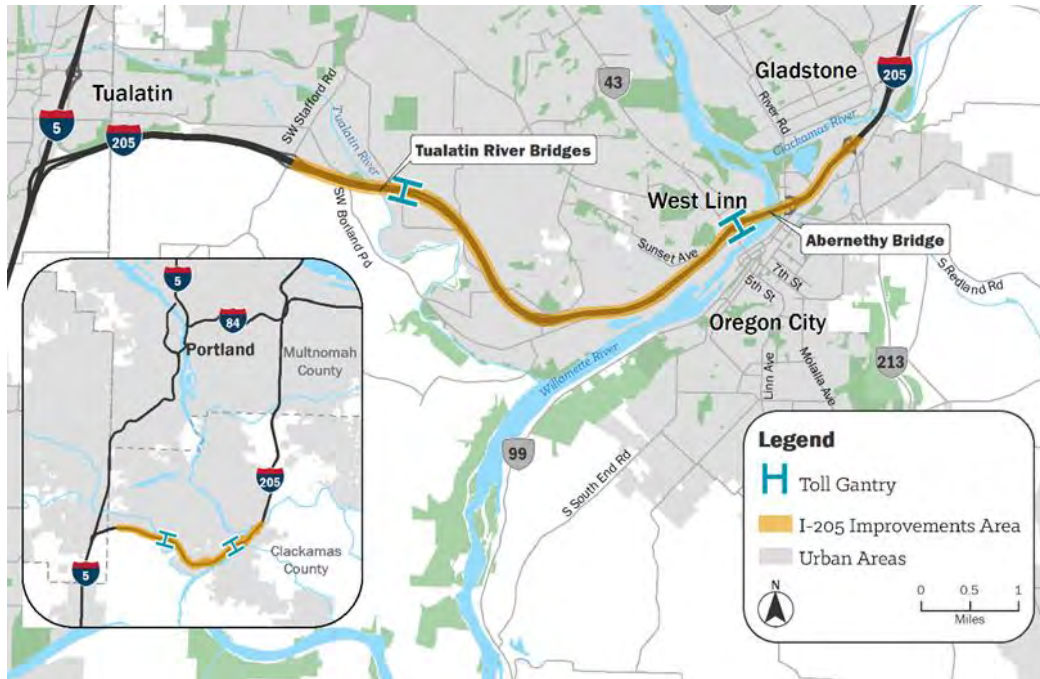 Tualatin
5
205
SW Stafford Rd
Tualatin River
Tualatin River Bridges
SW Borland Rd
43
Gladstone
205
River Rd
Clackamas River
West Linn
Abernethy Bridge
Sunset Ave
7th St
5th St
S Redland Rd
Oregon City
Willamette River
Linn Ave
Molalla Ave
213
99
S South End Rd
5
84
Portland
Multnomah
County
205
Clackamas
County
5
Legend
Toll Gantry
I-205 Improvements Area
Urban Areas
N
0 0.5 1
Miles